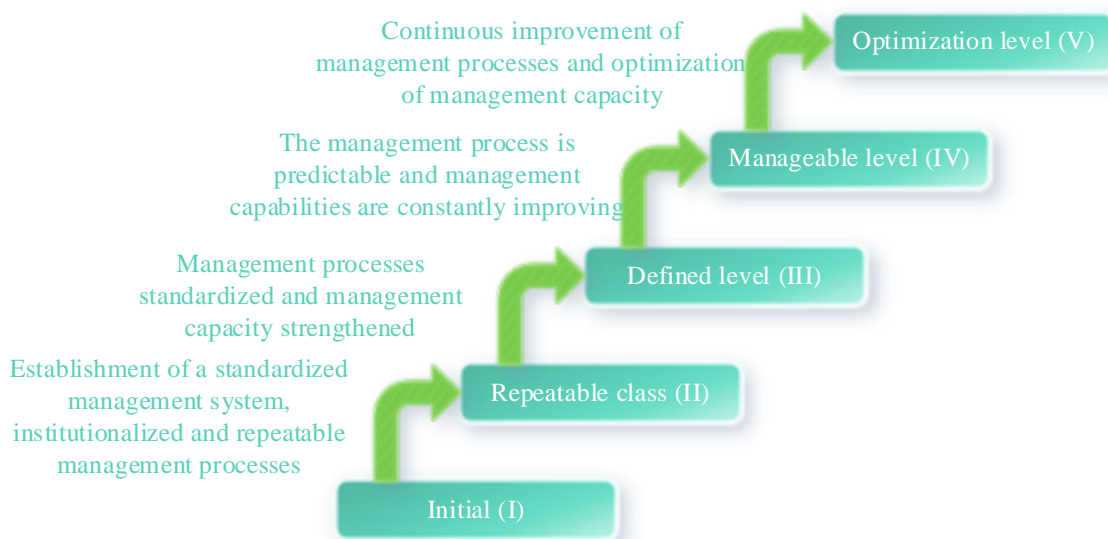 Continuous improvement of
management processes and optimization
of management capacity
Optimization level (V)
The management process is
predictable and management
capabilities are constantly improving
Manageable level (IV)
Management processes
standardized and management
capacity strengthened
Defined level (III)
Establishment of a standardized
management system,
institutionalized and repeatable
management processes
Repeatable class (II)
Initial (I)